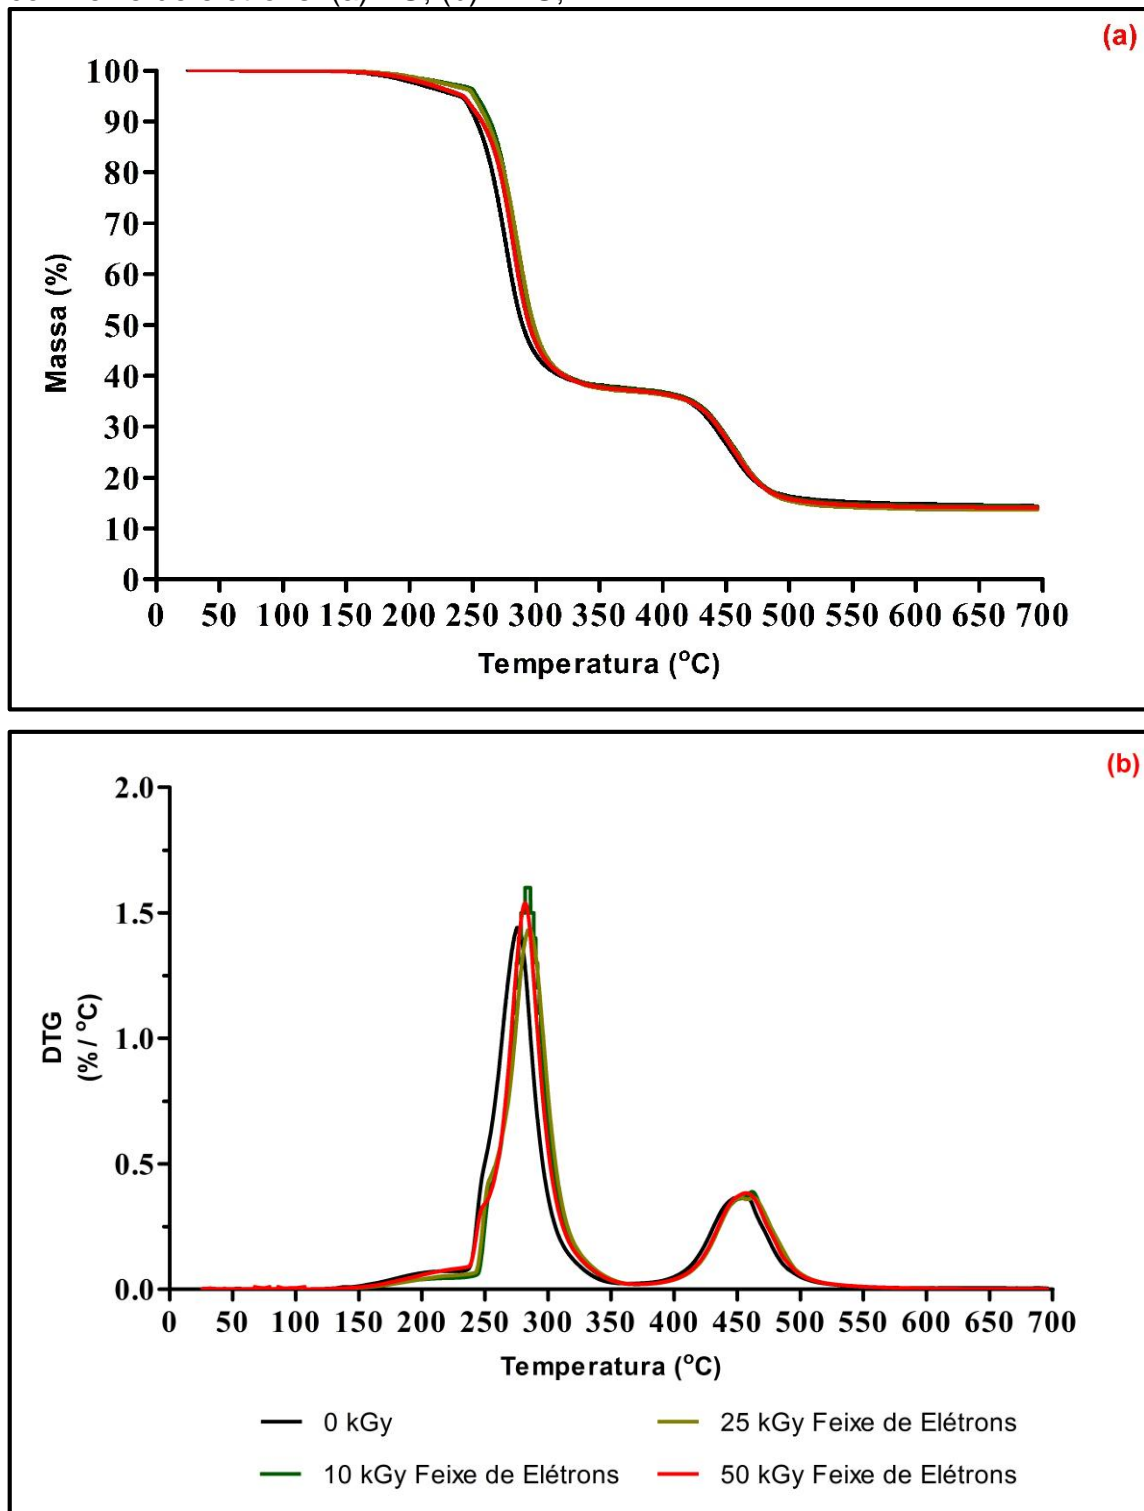 (a)
100
90
80
70
60
50
40
30
20
10
0
Massa (%)
0 50 100 150 200 250 300 350 400 450 500 550 600 650 700
Temperatura (°C)
(b)
2.0
1.5
1.0
0.5
0.0
DTG
(% / °C)
0 50 100 150 200 250 300 350 400 450 500 550 600 650 700
Temperatura (°C)
0 kGy
25 kGy Feixe de Elétrons
10 kGy Feixe de Elétrons
50 kGy Feixe de Elétrons